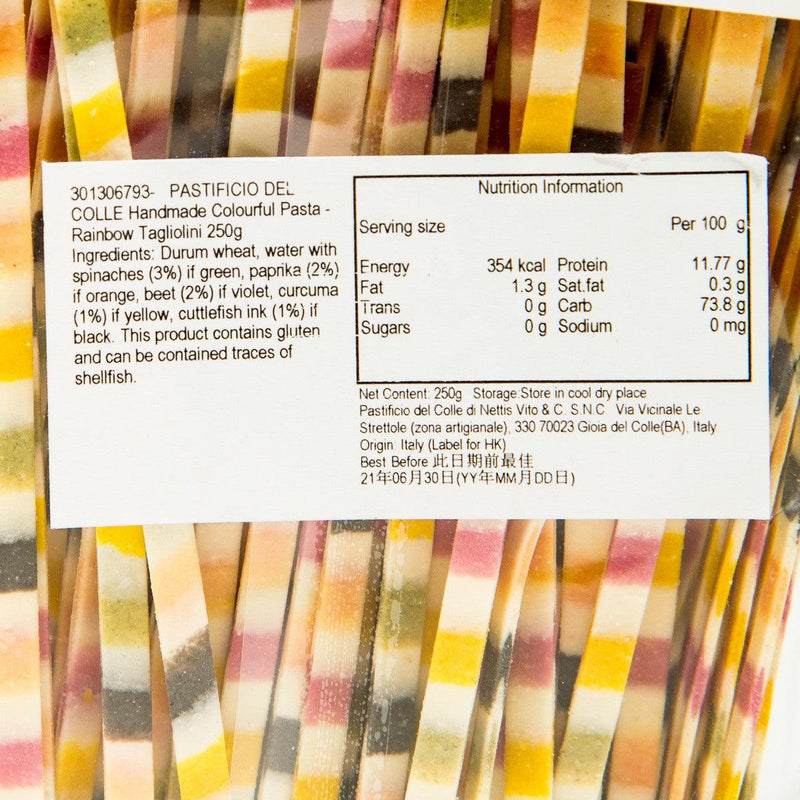 301306793- PASTIFICIO DEL
COLLE Handmade Colourful Pasta -
Rainbow Tagliolini 250g
Ingredients: Durum wheat, water with
spinaches (3%) if green, paprika (2%)
if orange, beet (2%) if violet, curcuma
(1%) if yellow, cuttlefish ink (1%) if
black. This product contains gluten
and can be contained traces of
shellfish.
Nutrition Information
Serving size Per 100 g
Energy 354 kcal Protein 11.77 g
Fat 1.3 g Sat.fat 0.3 g
Trans 0 g Carb 73.8 g
Sugars 0 g Sodium 0 mg
Net Content: 250g Storage:Store in cool dry place
Pastificio del Colle di Nettis Vito & C. S.N.C Via Vicinale Le
Strettole (zona artigianale), 330 70023 Gioia del Colle(BA), Italy
Origin: Italy (Label for HK)
Best Before 此日期前最佳
21年06月30日(YY年MM月DD日)